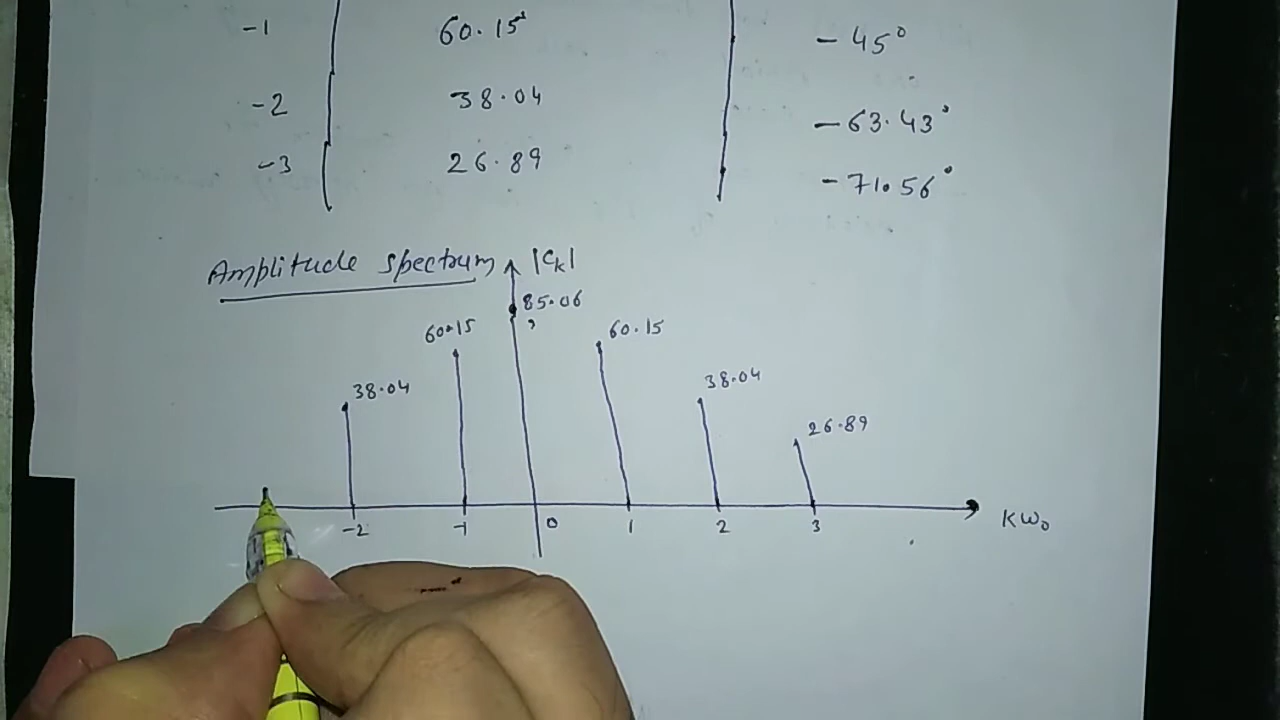 -1 60.15 - 45°
-2 38.04 - 63.43°
-3 26.89 - 71.56°
Amplitude spectrum |Ck|
85.06
60.15 60.15
38.04 38.04
26.89
-2 -1 0 1 2 3 KW₀